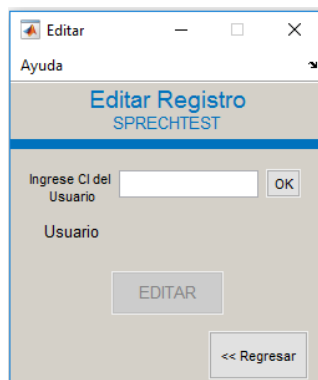 Editar
Ayuda
Editar Registro
SPRECHTEST
Ingrese CI del
Usuario
OK
Usuario
EDITAR
<< Regresar